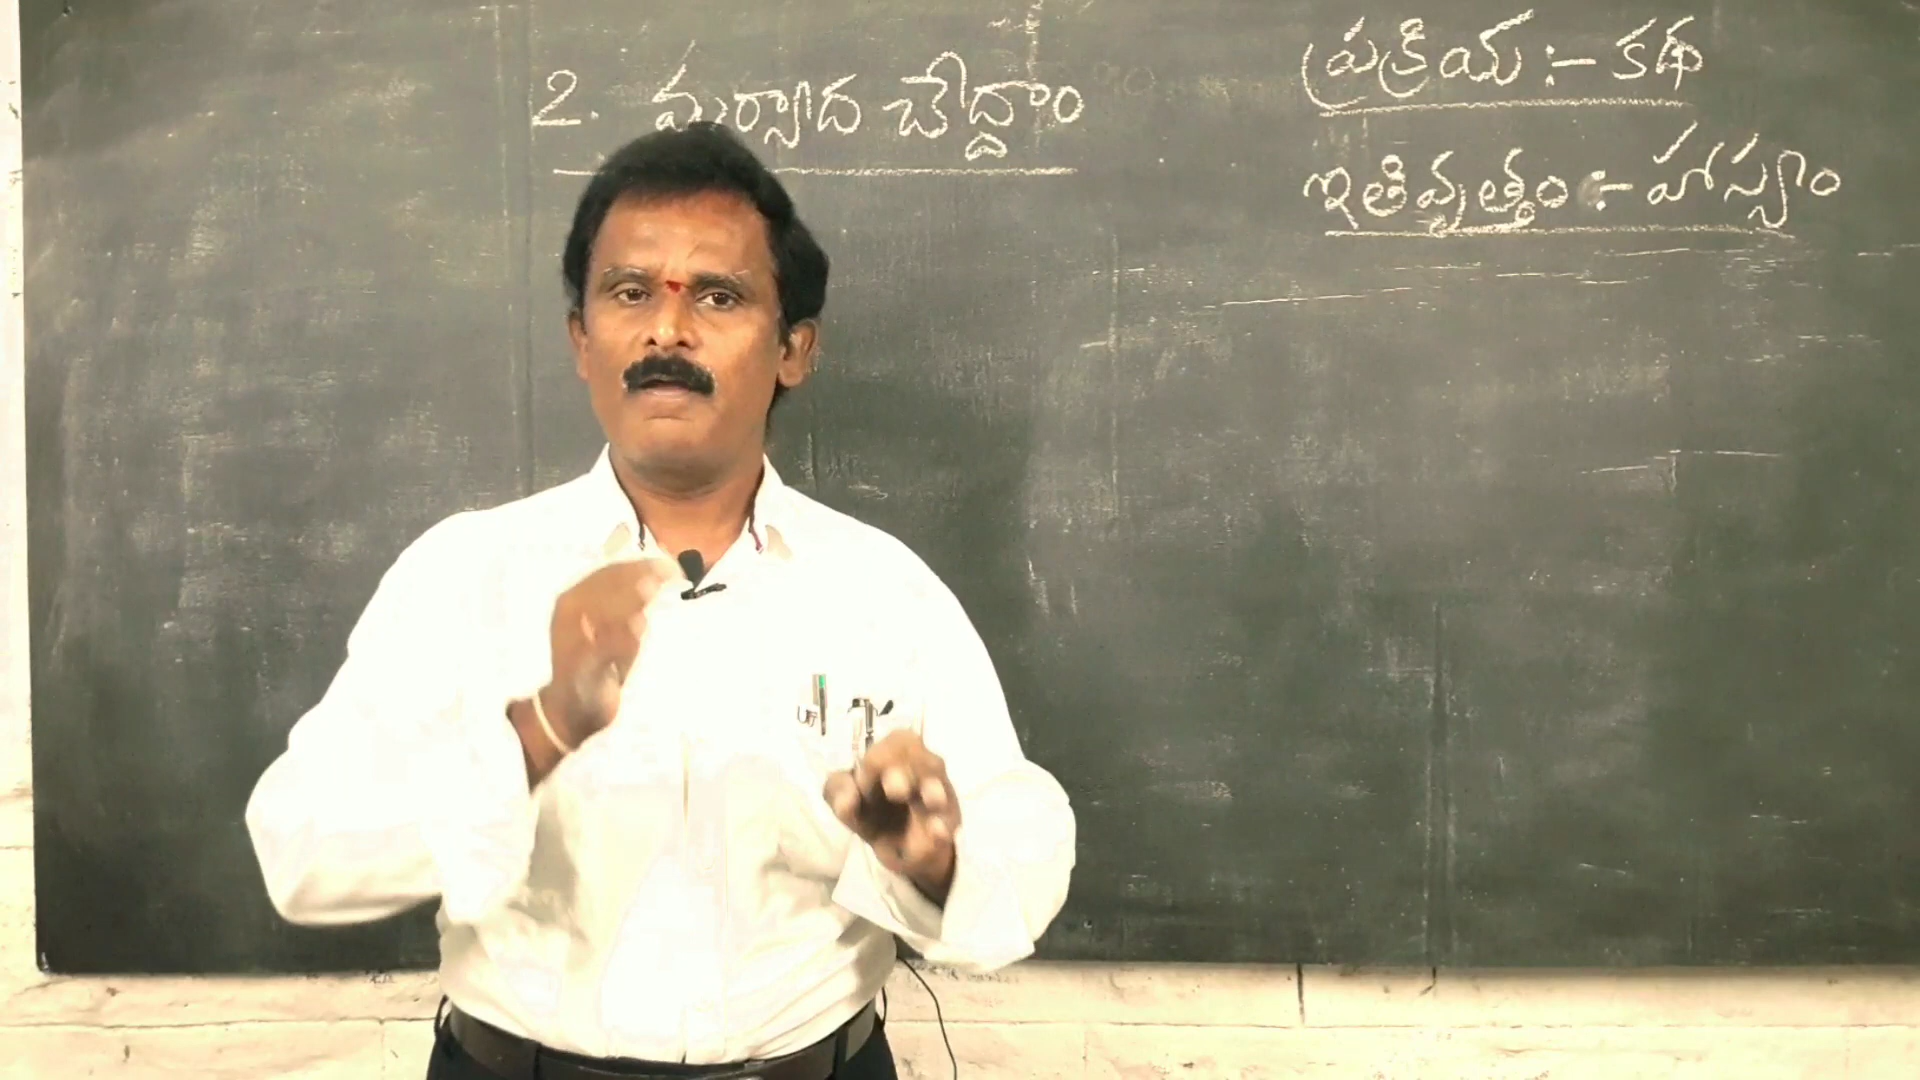 2. మర్యాద చేద్దాం
ప్రక్రియ :- కథ
ఇతివృత్తం :- హాస్యం